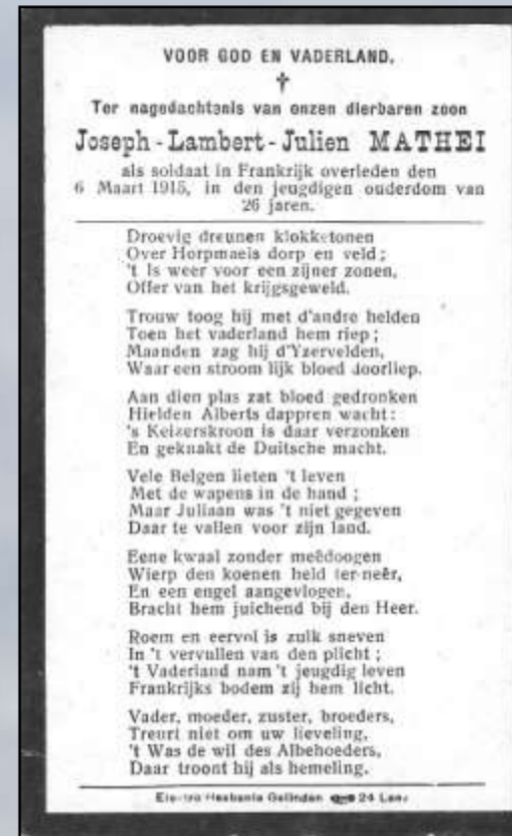 VOOR GOD EN VADERLAND.
†
Ter nagedachtenis van onzen dierbaren zoon
Joseph-Lambert-Julien MATHEI
als soldaat in Frankrijk overleden den
6 Maart 1915, in den jeugdigen ouderdom van
26 jaren.
Droevig dreunen klokketonen
Over Horpmaels dorp en veld;
't Is weer voor een zijner zonen,
Offer van het krijgsgeweld.
Trouw toog hij met d'andre helden
Toen het vaderland hem riep;
Maanden zag hij d'Yzervelden,
Waar een stroom lijk bloed doorliep.
Aan dien plas zat bloed gedronken
Hielden Alberts dappren wacht:
's Keizerskroon is daar verzonken
En geknakt de Duitsche macht.
Vele Belgen lieten 't leven
Met de wapens in de hand;
Maar Juliaan was 't niet gegeven
Daar te vallen voor zijn land.
Eene kwaal zonder meêdoogen
Wierp den koenen held ter-neêr,
En een engel aangevlogen,
Bracht hem juichend bij den Heer.
Roem en eervol is zulk sneven
In 't vervullen van den plicht;
't Vaderland nam 't jeugdig leven
Frankrijks bodem zij hem licht.
Vader, moeder, zuster, broeders,
Treurt niet om uw lieveling,
't Was de wil des Albehoeders,
Daar troont hij als hemeling.
Electro Hasbania Gelinden 24 Land